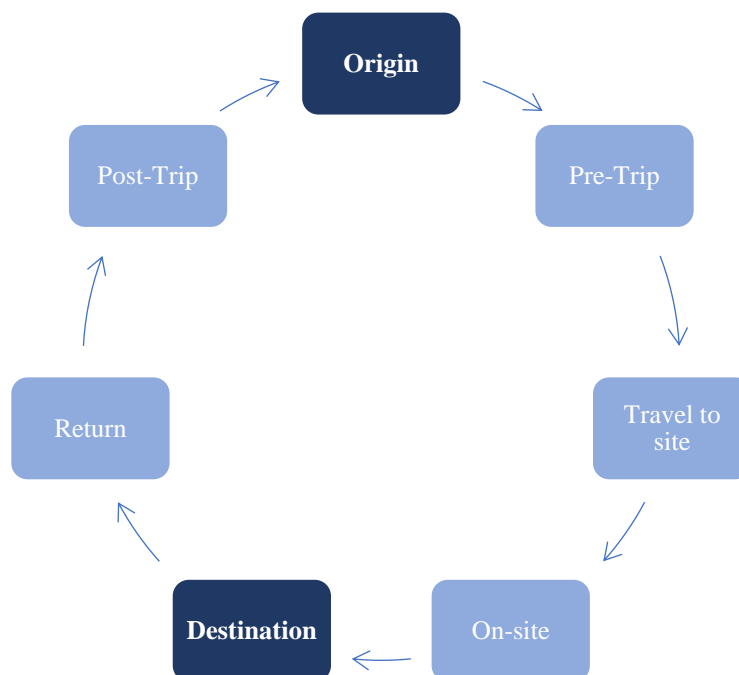 Origin
Pre-Trip
Travel to
site
On-site
Destination
Return
Post-Trip